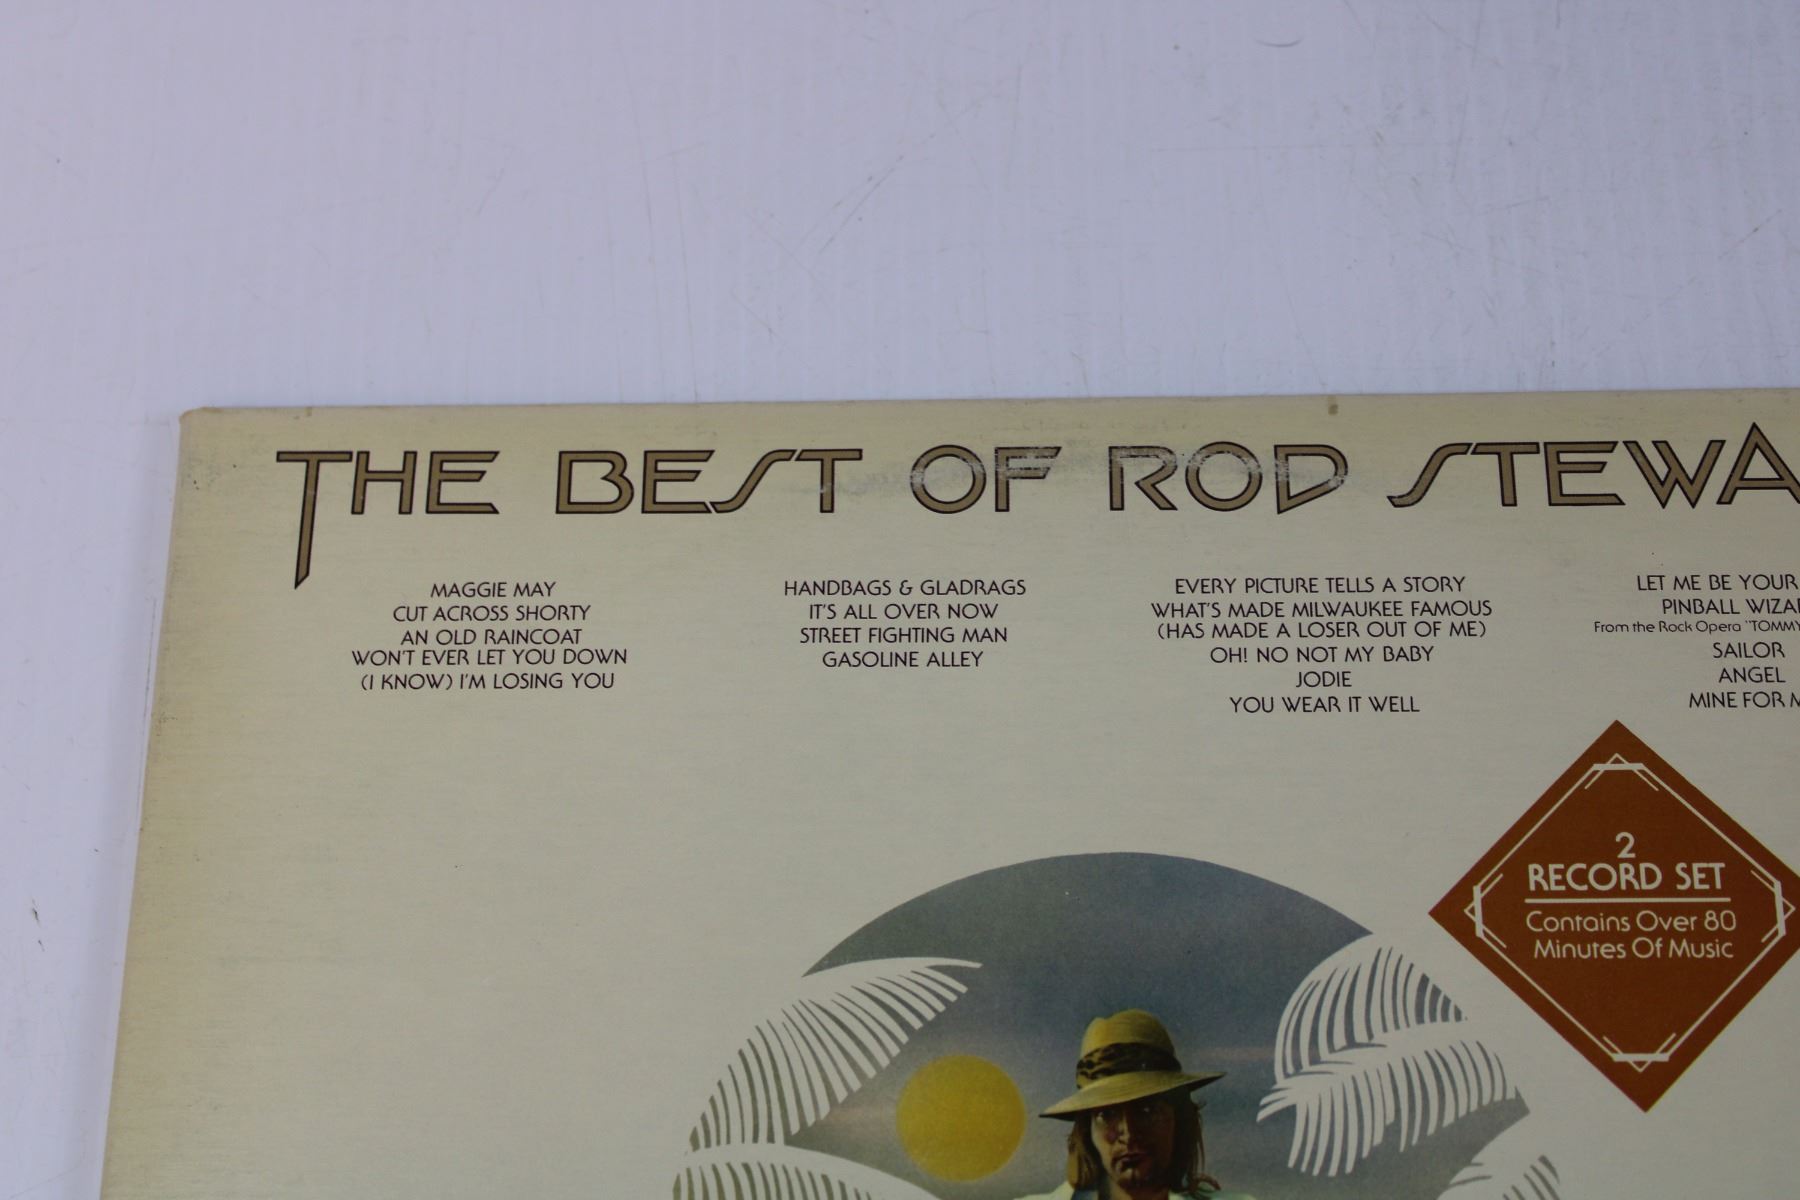 THE BEST OF ROD STEWA
MAGGIE MAY
CUT ACROSS SHORTY
AN OLD RAINCOAT
WON'T EVER LET YOU DOWN
(I KNOW) I'M LOSING YOU
HANDBAGS & GLADRAGS
IT'S ALL OVER NOW
STREET FIGHTING MAN
GASOLINE ALLEY
EVERY PICTURE TELLS A STORY
WHAT'S MADE MILWAUKEE FAMOUS
(HAS MADE A LOSER OUT OF ME)
OH! NO NOT MY BABY
JODIE
YOU WEAR IT WELL
LET ME BE YOUR
PINBALL WIZA
From the Rock Opera "TOMMY
SAILOR
ANGEL
MINE FOR M
2
RECORD SET
Contains Over 80
Minutes Of Music